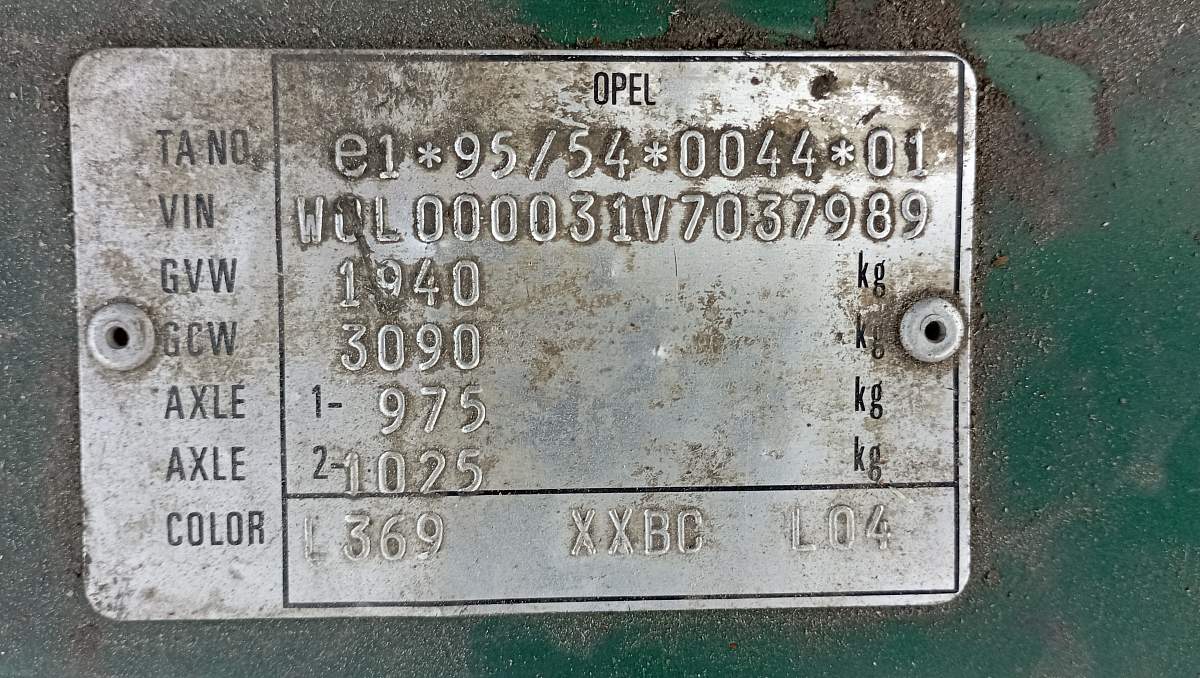 OPEL
TA NO e1*95/54*0044*01
VIN W0L000031V7037989
GVW 1940 kg
GCW 3090 kg
AXLE 1- 975 kg
AXLE 2- 1025 kg
COLOR L369 XXBC L04